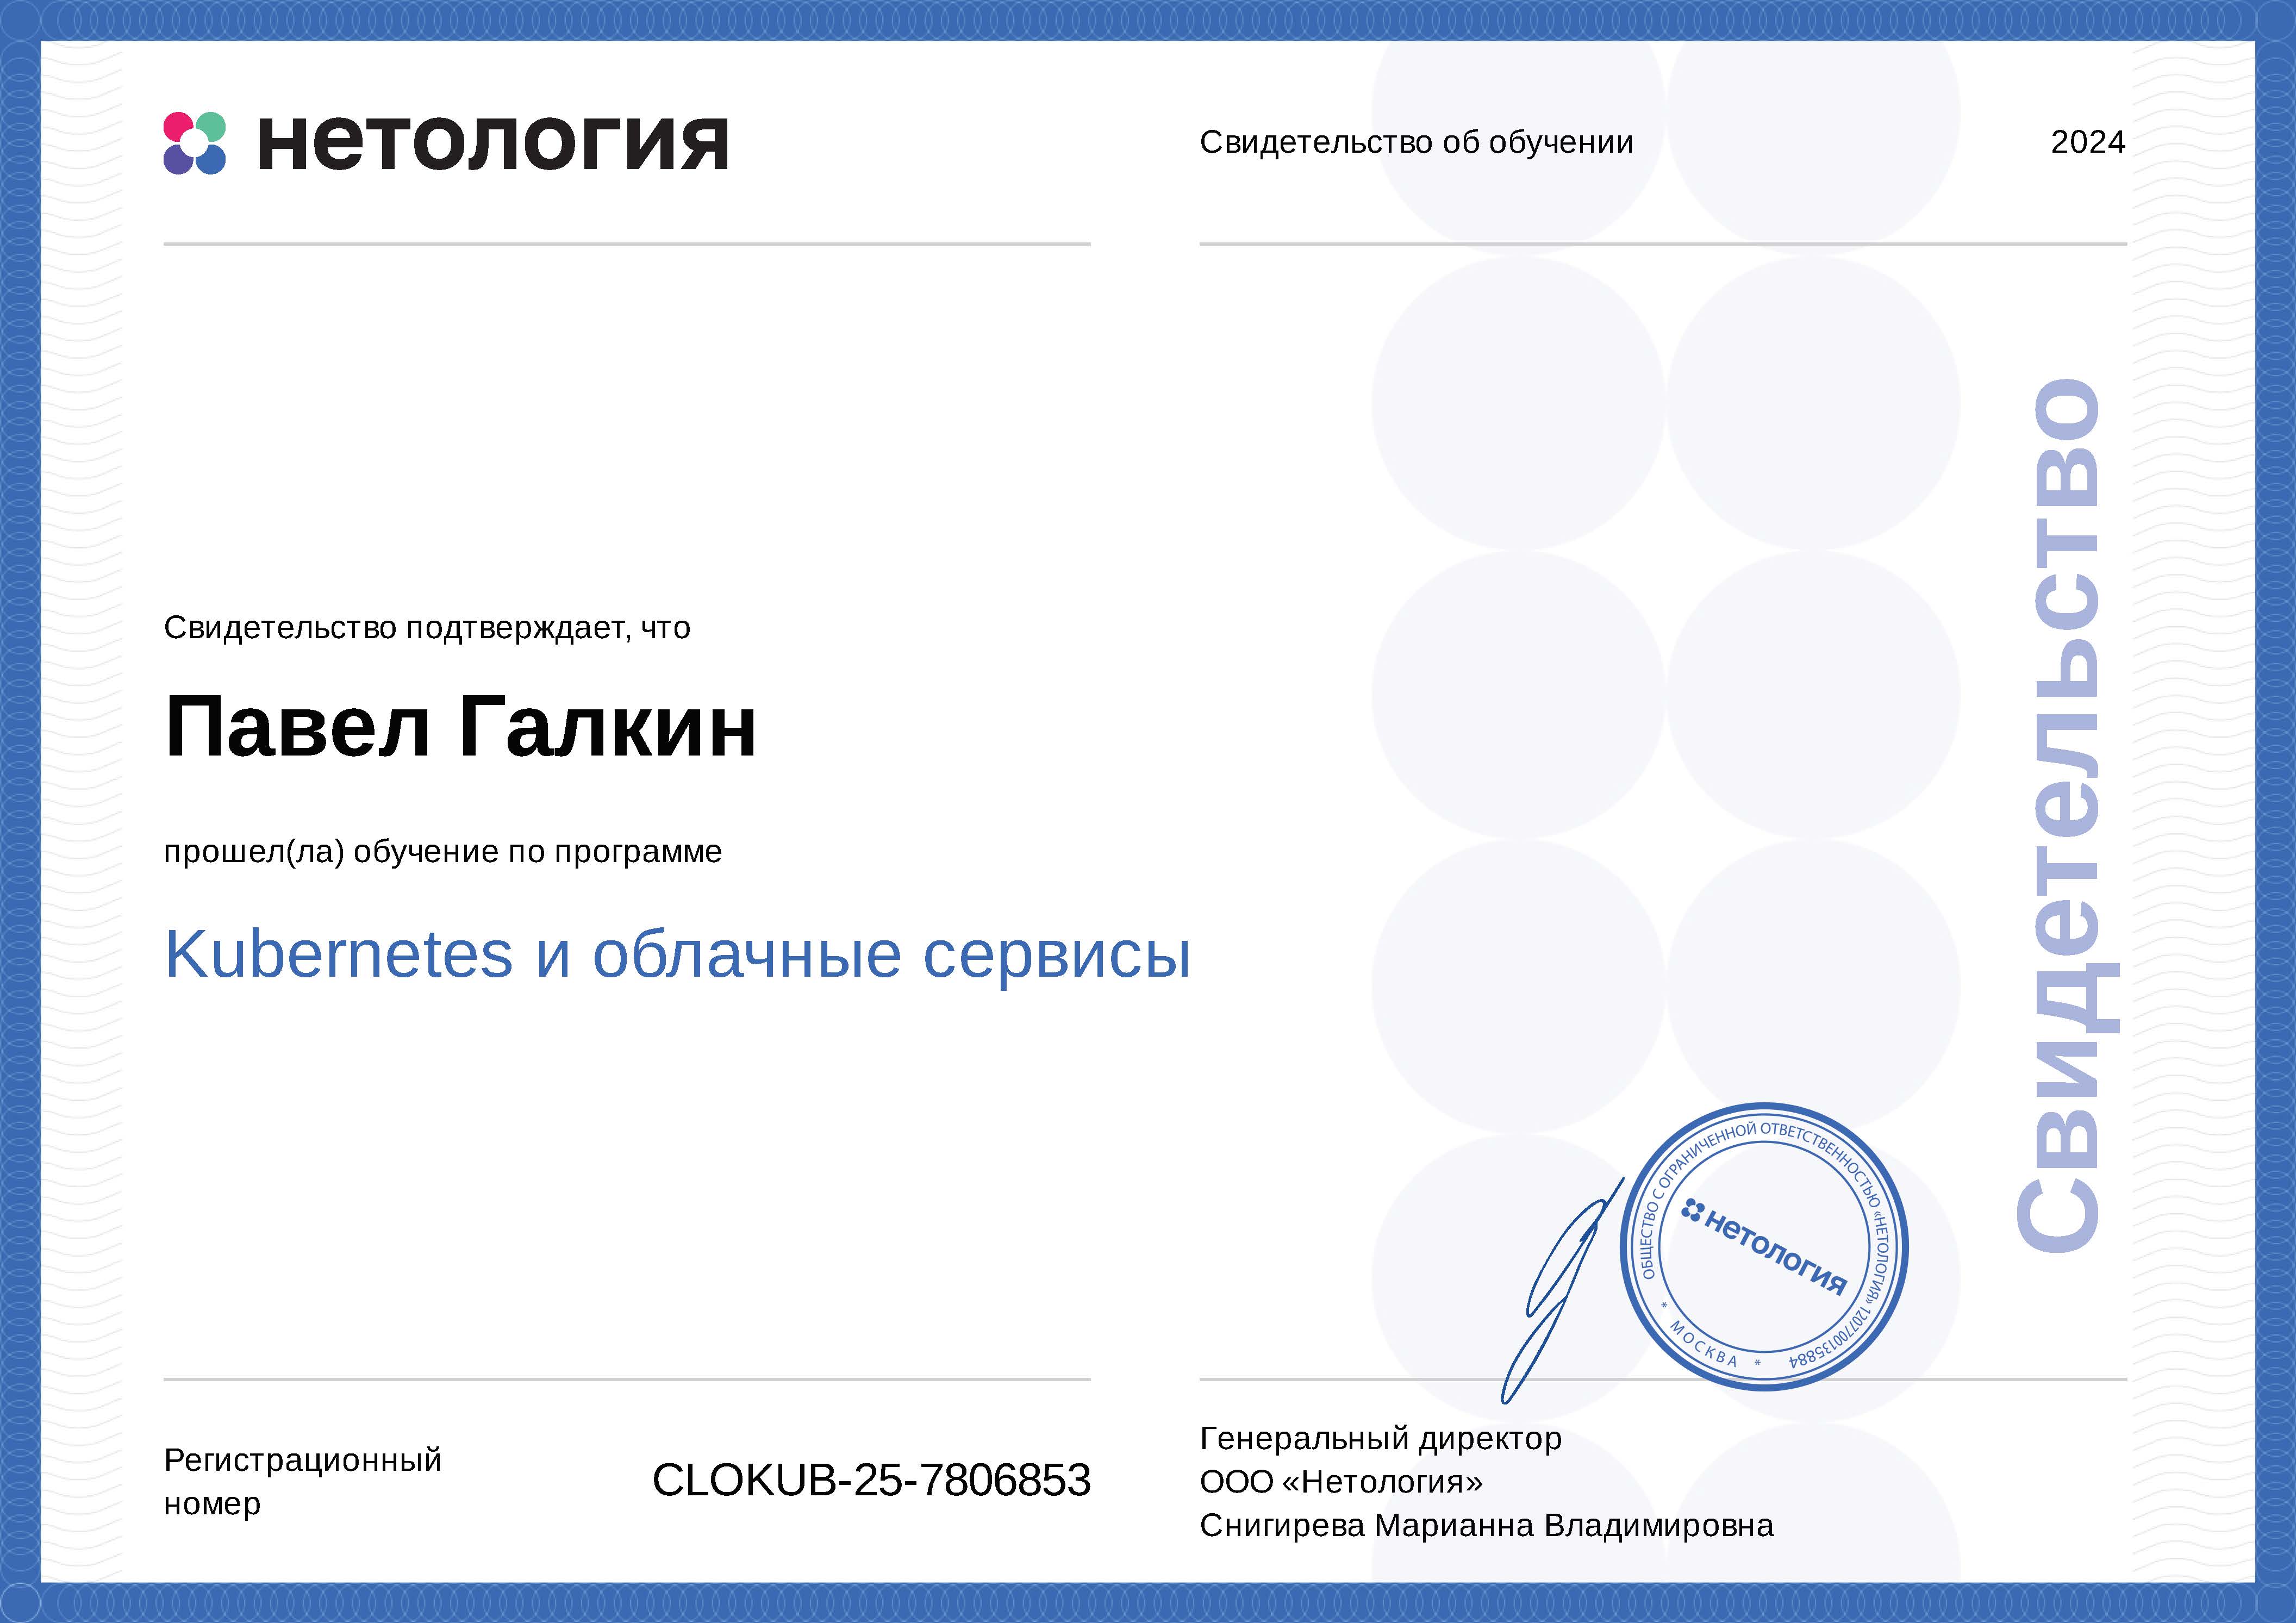 нетология
Свидетельство об обучении
2024
Свидетельство подтверждает, что
Павел Галкин
прошел(ла) обучение по программе
Kubernetes и облачные сервисы
Свидетельство
ОБЩЕСТВО С ОГРАНИЧЕННОЙ ОТВЕТСТВЕННОСТЬЮ «НЕТОЛОГИЯ» 1207700135884
* МОСКВА *
нетология
Регистрационный
номер
CLOKUB-25-7806853
Генеральный директор
ООО «Нетология»
Снигирева Марианна Владимировна